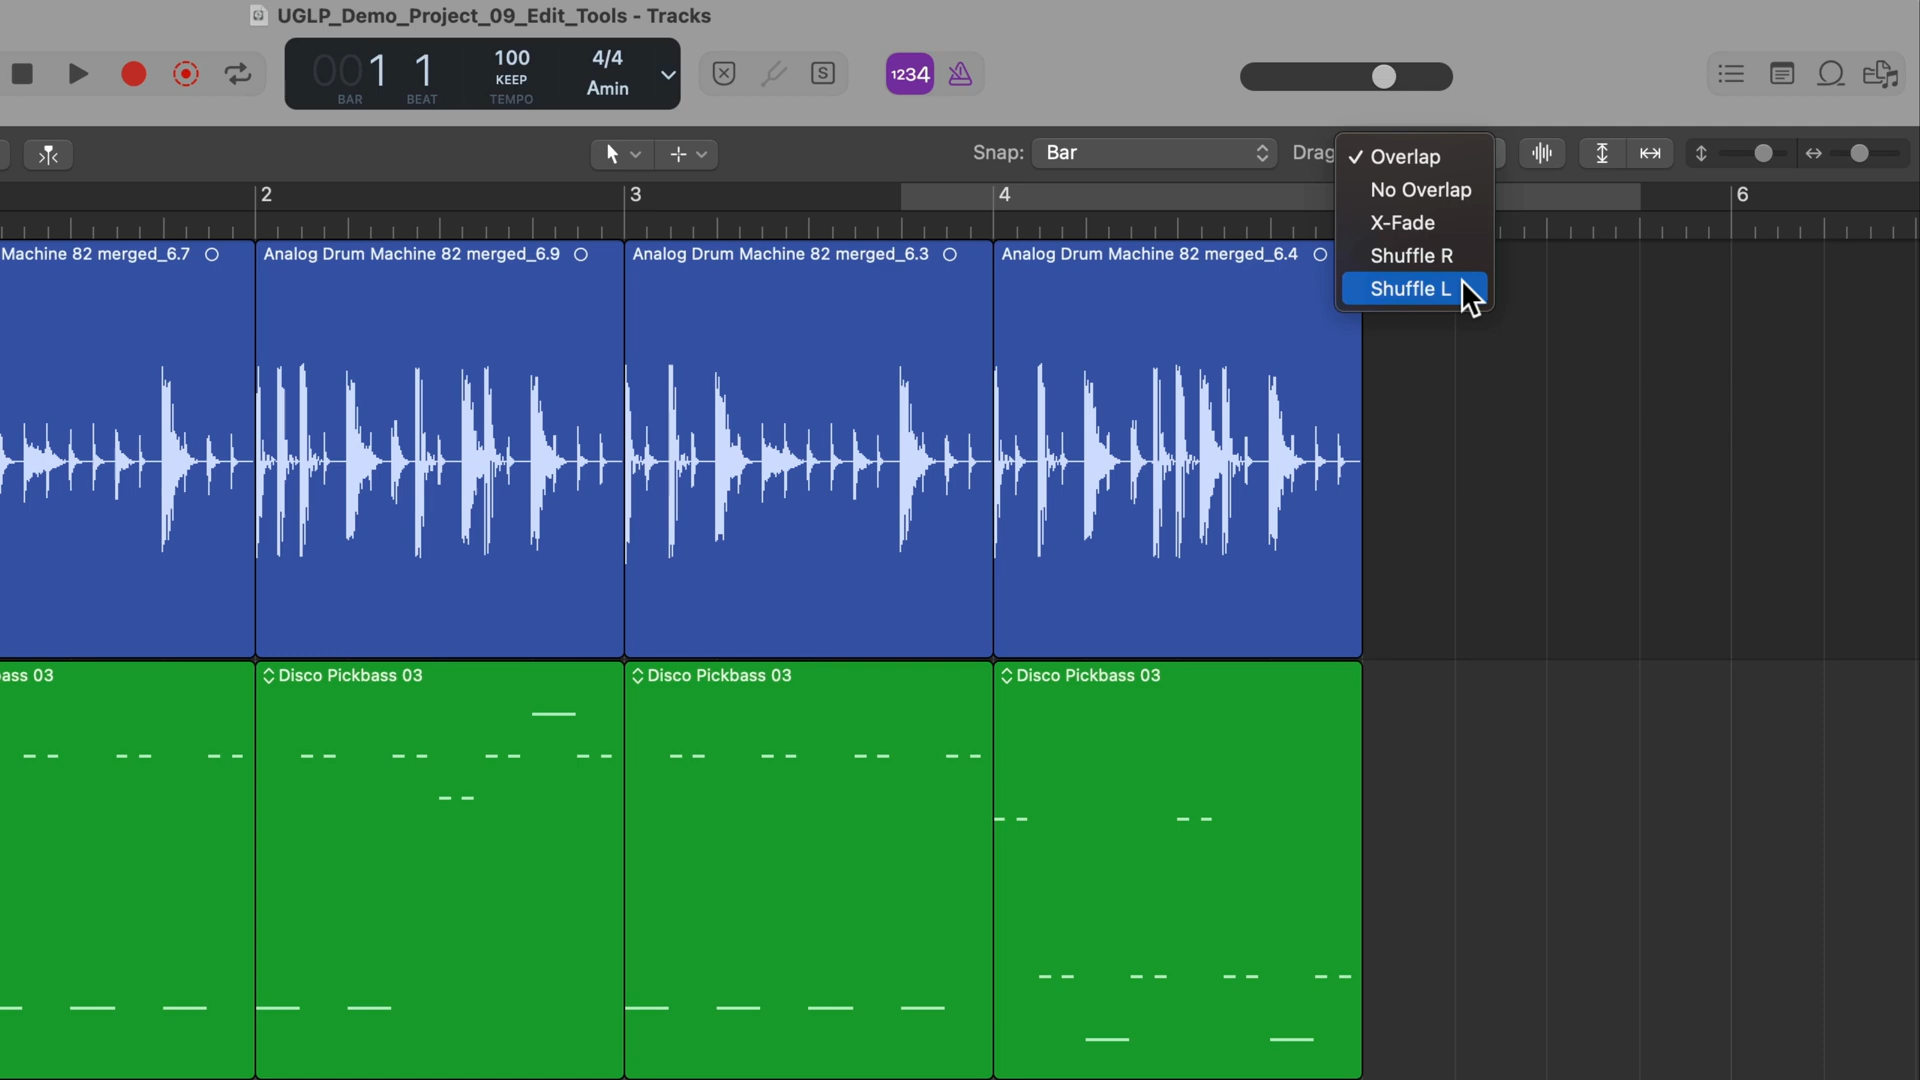 UGLP_Demo_Project_09_Edit_Tools - Tracks
001 1
BAR BEAT
100
KEEP
TEMPO
4/4
Amin
S
1234
Snap: Bar
Drag
✓ Overlap
No Overlap
X-Fade
Shuffle R
Shuffle L
2 3 4 6
Machine 82 merged_6.7
Analog Drum Machine 82 merged_6.9
Analog Drum Machine 82 merged_6.3
Analog Drum Machine 82 merged_6.4
ass 03
Disco Pickbass 03
Disco Pickbass 03
Disco Pickbass 03